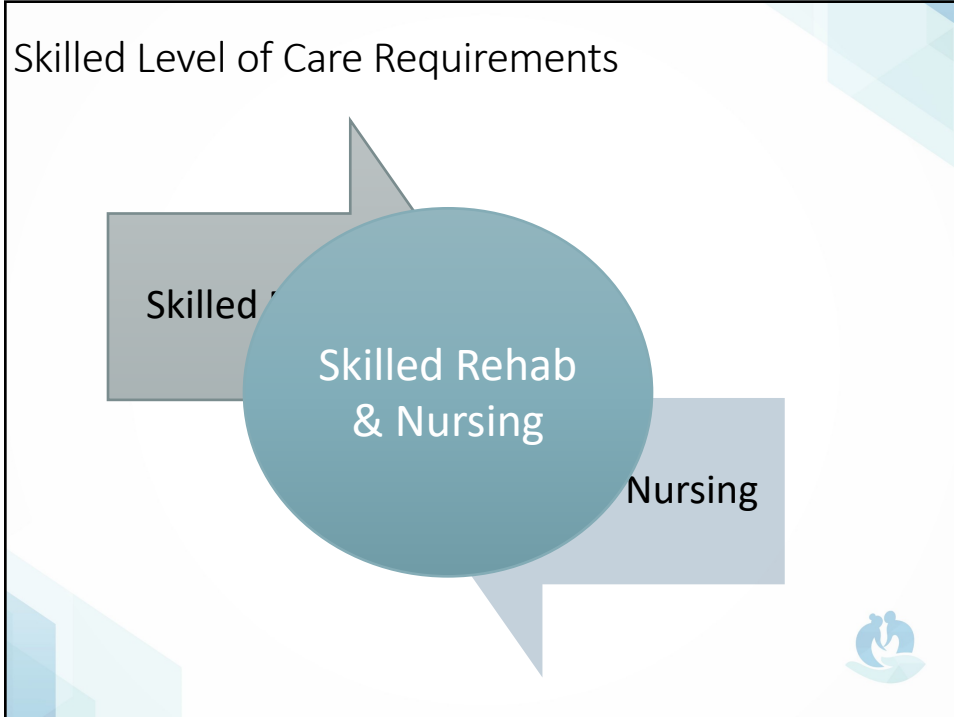 Skilled Level of Care Requirements
Skilled
Skilled Rehab
& Nursing
Nursing